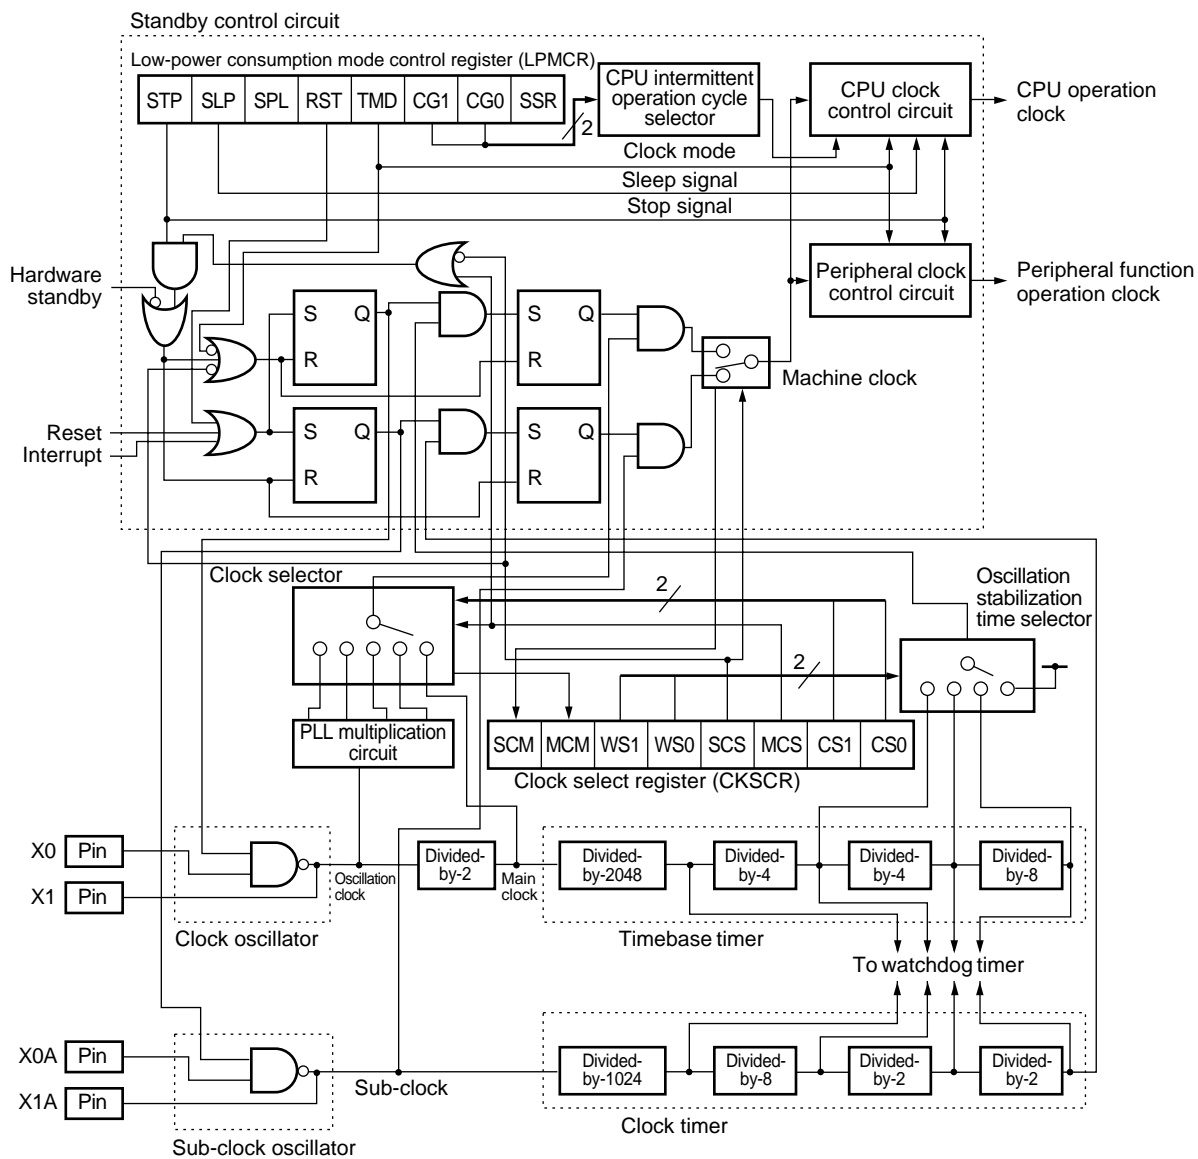 Standby control circuit
Low-power consumption mode control register (LPMCR)
STP SLP SPL RST TMD CG1 CG0 SSR
2
CPU intermittent
operation cycle
selector
CPU clock
control circuit
CPU operation
clock
Clock mode
Sleep signal
Stop signal
Hardware
standby
Peripheral clock
control circuit
Peripheral function
operation clock
S Q
R
S Q
R
Machine clock
Reset
Interrupt
S Q
R
S Q
R
Clock selector
2
Oscillation
stabilization
time selector
2
PLL multiplication
circuit
SCM MCM WS1 WS0 SCS MCS CS1 CS0
Clock select register (CKSCR)
X0 Pin
X1 Pin
Clock oscillator
Oscillation
clock
Divided-
by-2
Main
clock
Divided-
by-2048
Divided-
by-4
Divided-
by-4
Divided-
by-8
Timebase timer
To watchdog timer
X0A Pin
X1A Pin
Sub-clock oscillator
Sub-clock
Divided-
by-1024
Divided-
by-8
Divided-
by-2
Divided-
by-2
Clock timer